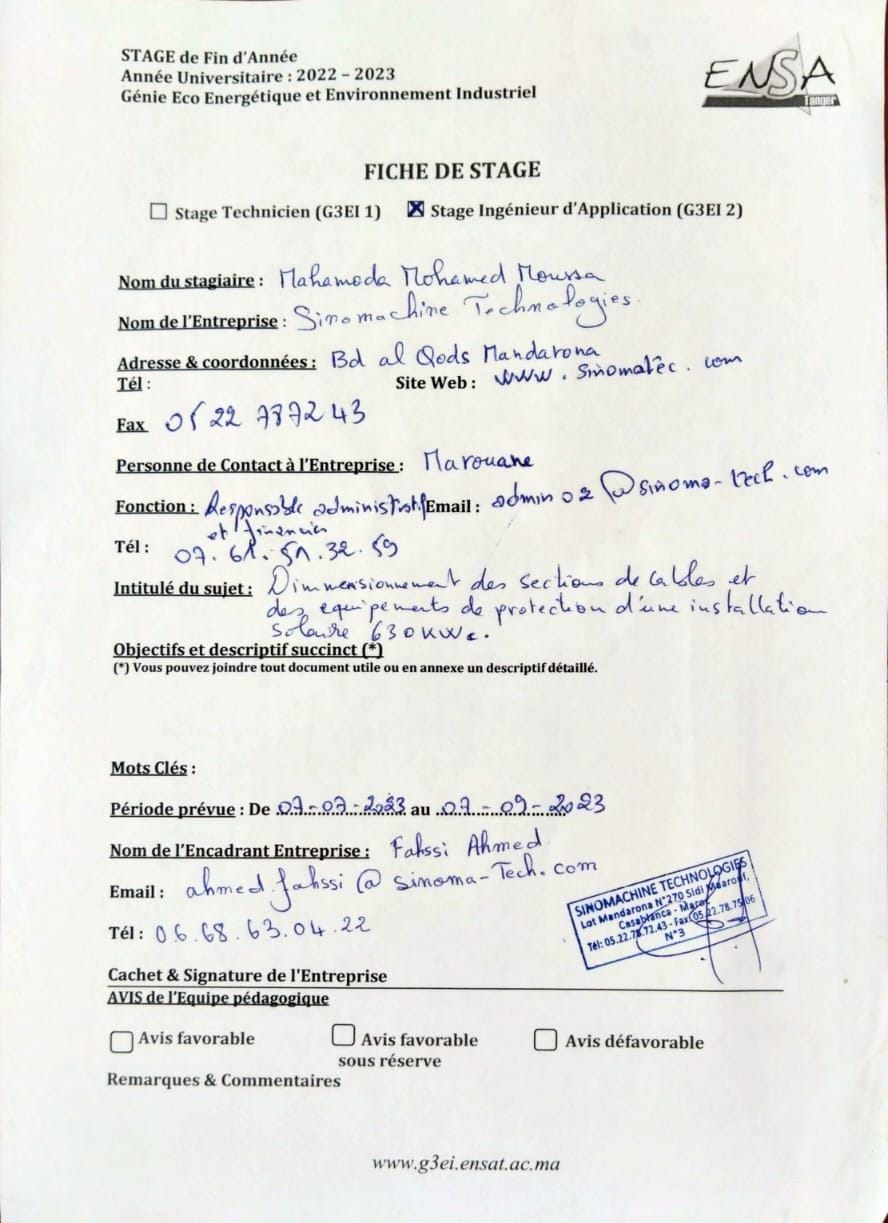 STAGE de Fin d'Année
Année Universitaire : 2022 – 2023
Génie Eco Energétique et Environnement Industriel
ENSA
Tanger
FICHE DE STAGE
☐ Stage Technicien (G3EI 1) ☒ Stage Ingénieur d'Application (G3EI 2)
Nom du stagiaire : Mahamoda Mohamed Moussa
Nom de l'Entreprise : Sinomachine Technologies
Adresse & coordonnées : Bd al Qods Mandarona
Tél : Site Web : www.sinomatec.com
Fax 05 22 787243
Personne de Contact à l'Entreprise : Marouane
Fonction : Responsable administratif Email : admin02@sinoma-tech.com
et financier
Tél : 07.61.51.32.59
Intitulé du sujet : Dimmensionnement des sections de cables et
des equipements de protection d'une installation
Solaire 630KWc.
Objectifs et descriptif succinct (*)
(*) Vous pouvez joindre tout document utile ou en annexe un descriptif détaillé.
Mots Clés :
Période prévue : De 07-07-2023 au 07-09-2023
Nom de l'Encadrant Entreprise : Fahssi Ahmed
Email : ahmed.fahssi@sinoma-Tech.com
Tél : 06.68.63.04.22
SINOMACHINE TECHNOLOGIES
Lot Mandarona N°270 Sidi Maarouf,
Casablanca - Maroc
Tél: 05.22.78.72.43 - Fax: 05.22.78.75.06
N°3
Cachet & Signature de l'Entreprise
AVIS de l'Equipe pédagogique
☐ Avis favorable ☐ Avis favorable ☐ Avis défavorable
sous réserve
Remarques & Commentaires
www.g3ei.ensat.ac.ma